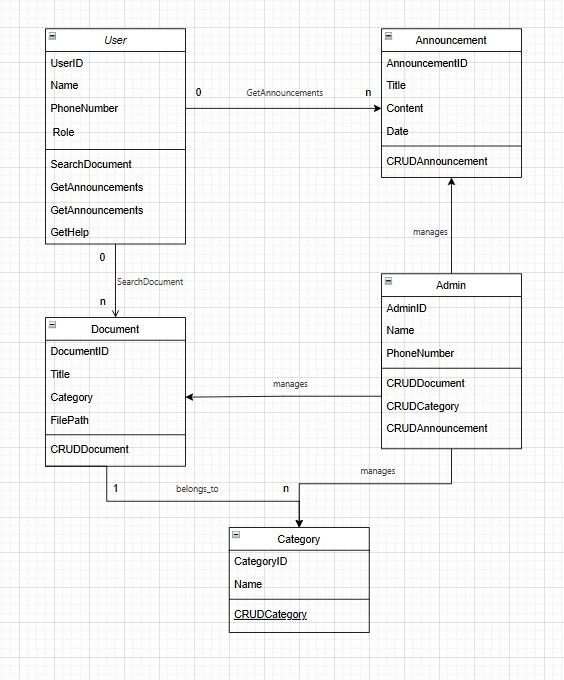 User
UserID
Name
PhoneNumber
Role
SearchDocument
GetAnnouncements
GetAnnouncements
GetHelp
0
GetAnnouncements
n
Announcement
AnnouncementID
Title
Content
Date
CRUDAnnouncement
manages
0
SearchDocument
n
Admin
AdminID
Name
PhoneNumber
CRUDDocument
CRUDCategory
CRUDAnnouncement
Document
DocumentID
Title
Category
FilePath
CRUDDocument
manages
manages
1
belongs_to
n
Category
CategoryID
Name
CRUDCategory